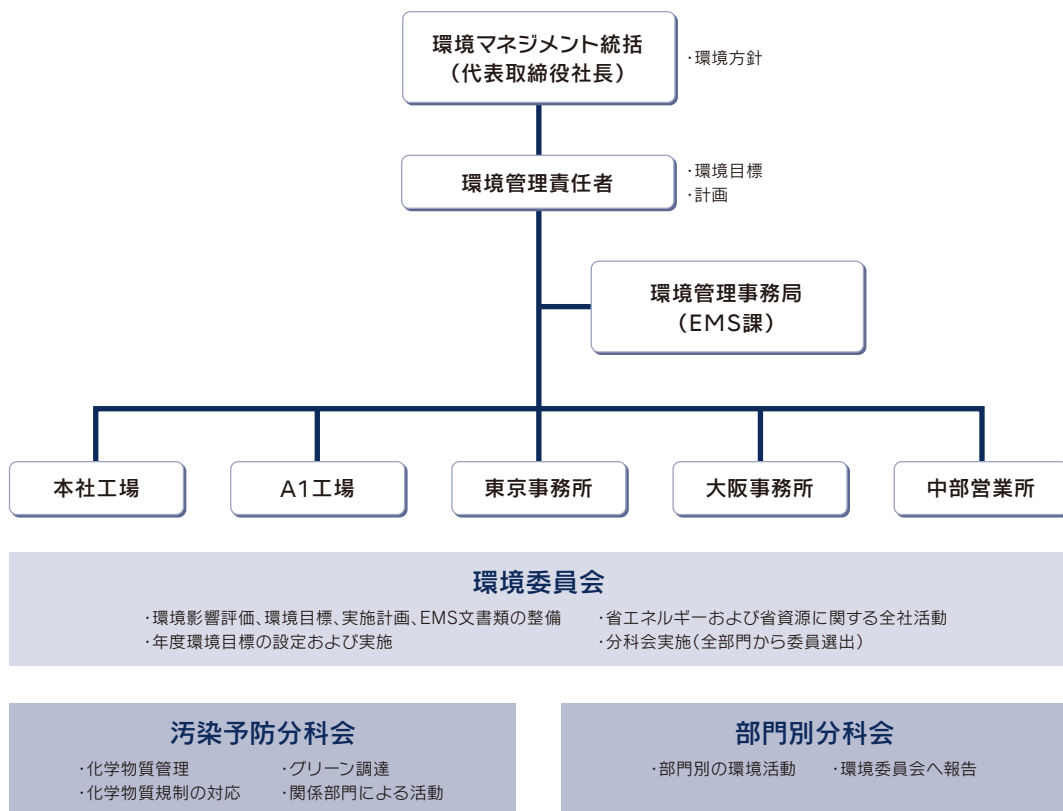 環境マネジメント統括
(代表取締役社長)
・環境方針
環境管理責任者
・環境目標
・計画
環境管理事務局
(EMS課)
本社工場
A1工場
東京事務所
大阪事務所
中部営業所
環境委員会
・環境影響評価、環境目標、実施計画、EMS文書類の整備
・年度環境目標の設定および実施
・省エネルギーおよび省資源に関する全社活動
・分科会実施(全部門から委員選出)
汚染予防分科会
・化学物質管理
・化学物質規制の対応
・グリーン調達
・関係部門による活動
部門別分科会
・部門別の環境活動
・環境委員会へ報告